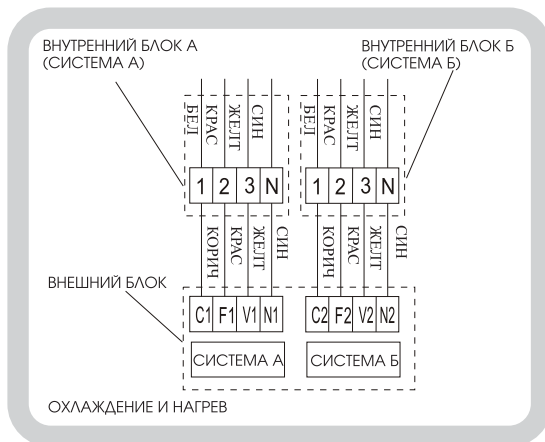 ВНУТРЕННИЙ БЛОК А
(СИСТЕМА А)
ВНУТРЕННИЙ БЛОК Б
(СИСТЕМА Б)
БЕЛ
КРАС
ЖЕЛТ
СИН
БЕЛ
КРАС
ЖЕЛТ
СИН
1 2 3 N
1 2 3 N
КОРИЧ
КРАС
ЖЕЛТ
СИН
КОРИЧ
КРАС
ЖЕЛТ
СИН
ВНЕШНИЙ БЛОК
C1 F1 V1 N1
C2 F2 V2 N2
СИСТЕМА А
СИСТЕМА Б
ОХЛАЖДЕНИЕ И НАГРЕВ